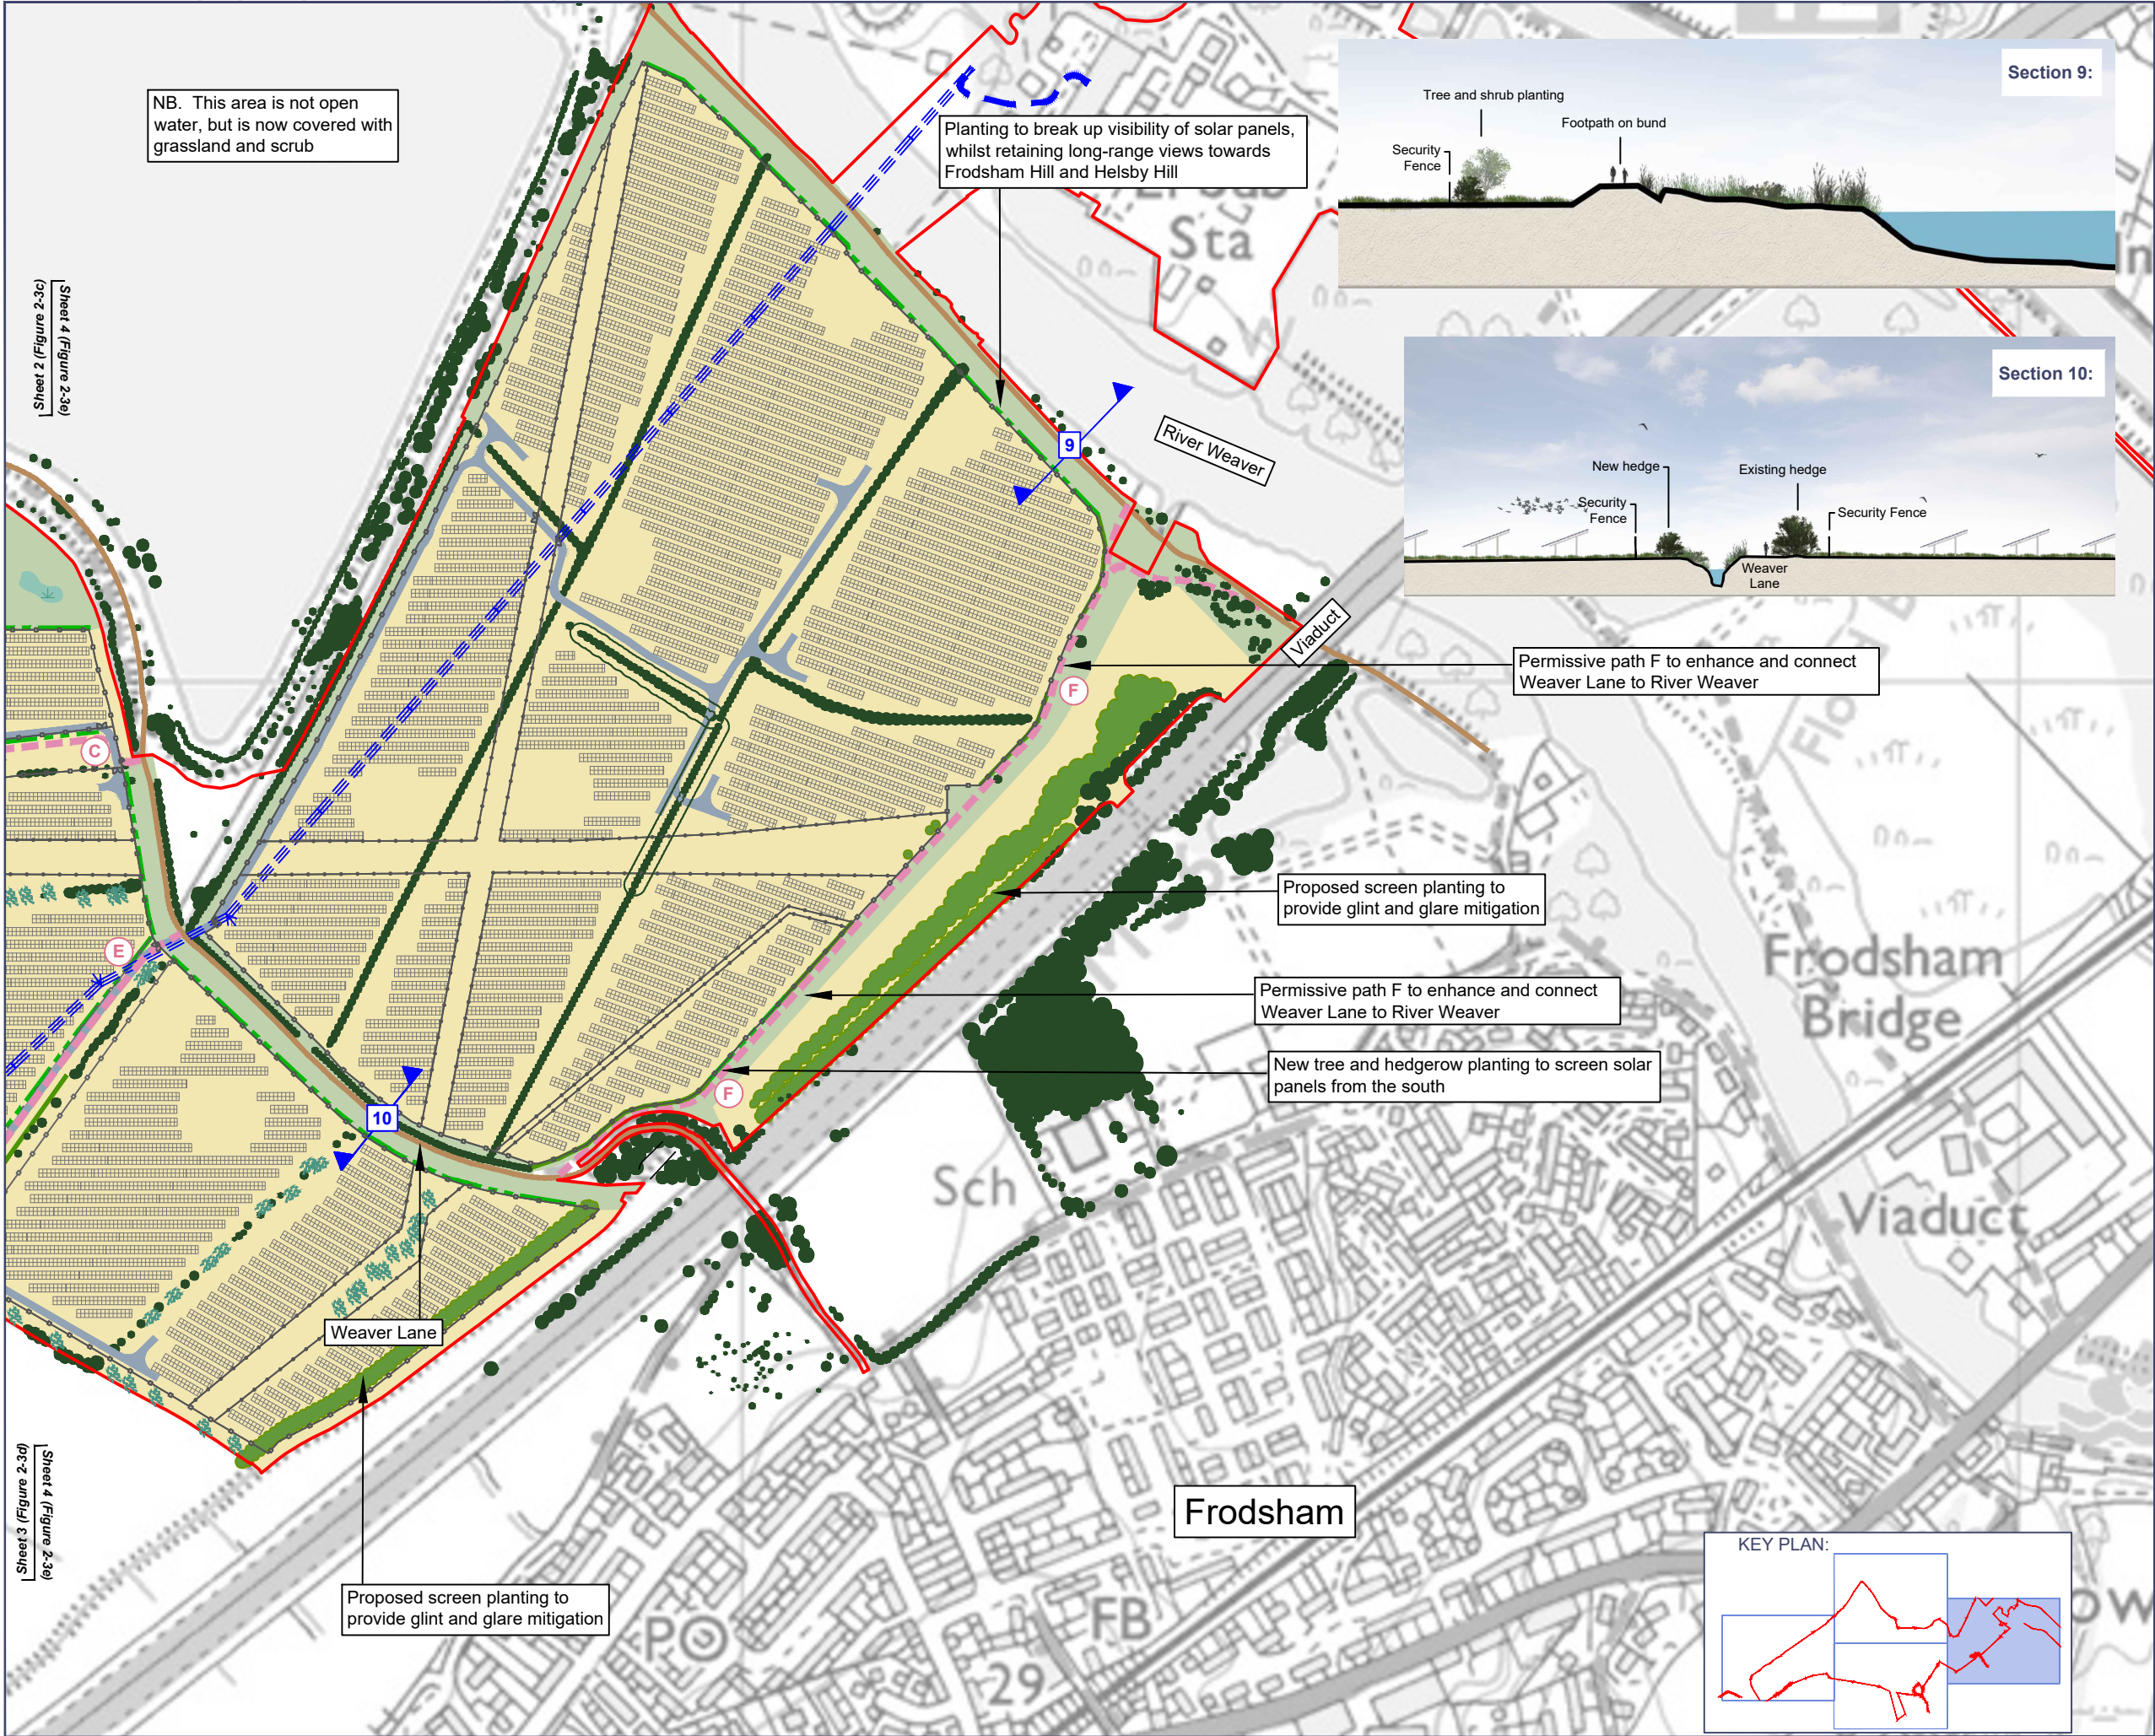 NB. This area is not open
water, but is now covered with
grassland and scrub
Planting to break up visibility of solar panels,
whilst retaining long-range views towards
Frodsham Hill and Helsby Hill
Sta
Section 9:
Tree and shrub planting
Footpath on bund
Security
Fence
Section 10:
New hedge
Existing hedge
Security
Fence
Security Fence
Weaver
Lane
Sheet 2 (Figure 2-3c)
Sheet 4 (Figure 2-3e)
9
River Weaver
Viaduct
Permissive path F to enhance and connect
Weaver Lane to River Weaver
F
C
E
Proposed screen planting to
provide glint and glare mitigation
Frodsham
Bridge
Permissive path F to enhance and connect
Weaver Lane to River Weaver
New tree and hedgerow planting to screen solar
panels from the south
F
10
Sch
Viaduct
Weaver Lane
Sheet 3 (Figure 2-3d)
Sheet 4 (Figure 2-3e)
Frodsham
Proposed screen planting to
provide glint and glare mitigation
PO
FB
29
KEY PLAN: